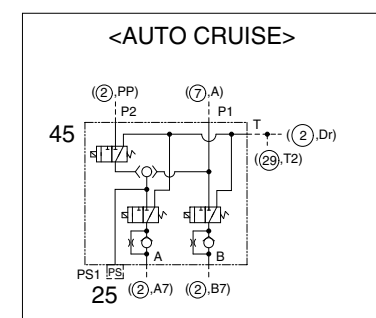 <AUTO CRUISE>
(2,PP) (7,A)
P2 P1
45 T (2,Dr)
(29,T2)
A B
PS1 PS
25 (2,A7) (2,B7)